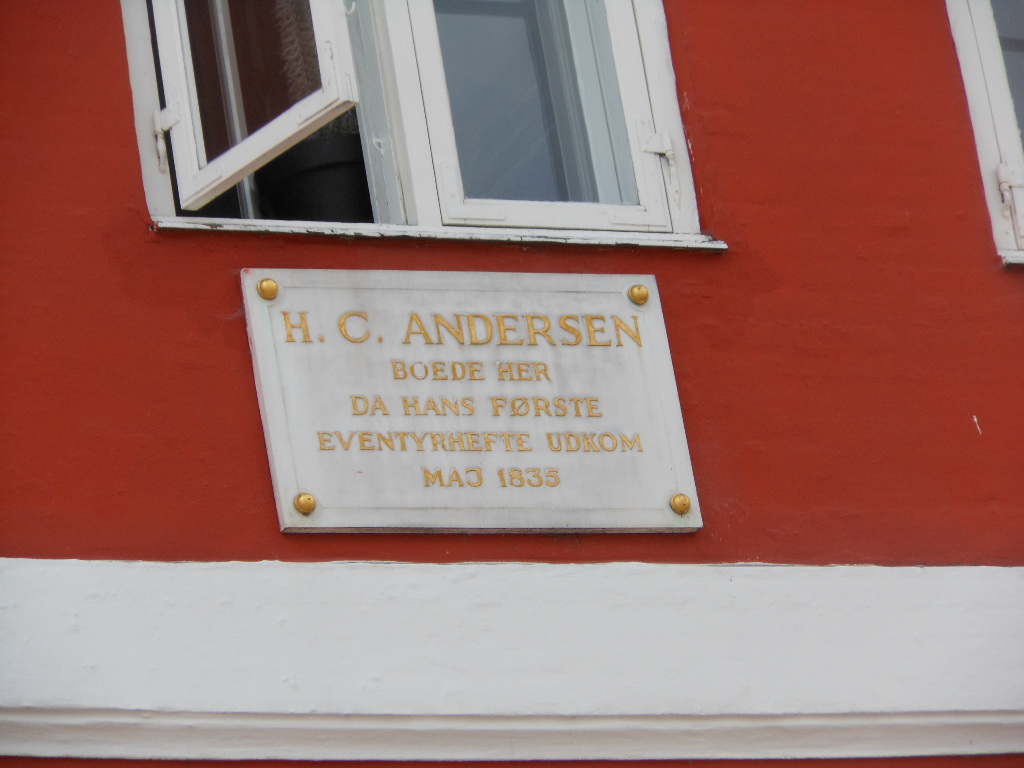 H. C. ANDERSEN
BOEDE HER
DA HANS FØRSTE
EVENTYRHEFTE UDKOM
MAJ 1835